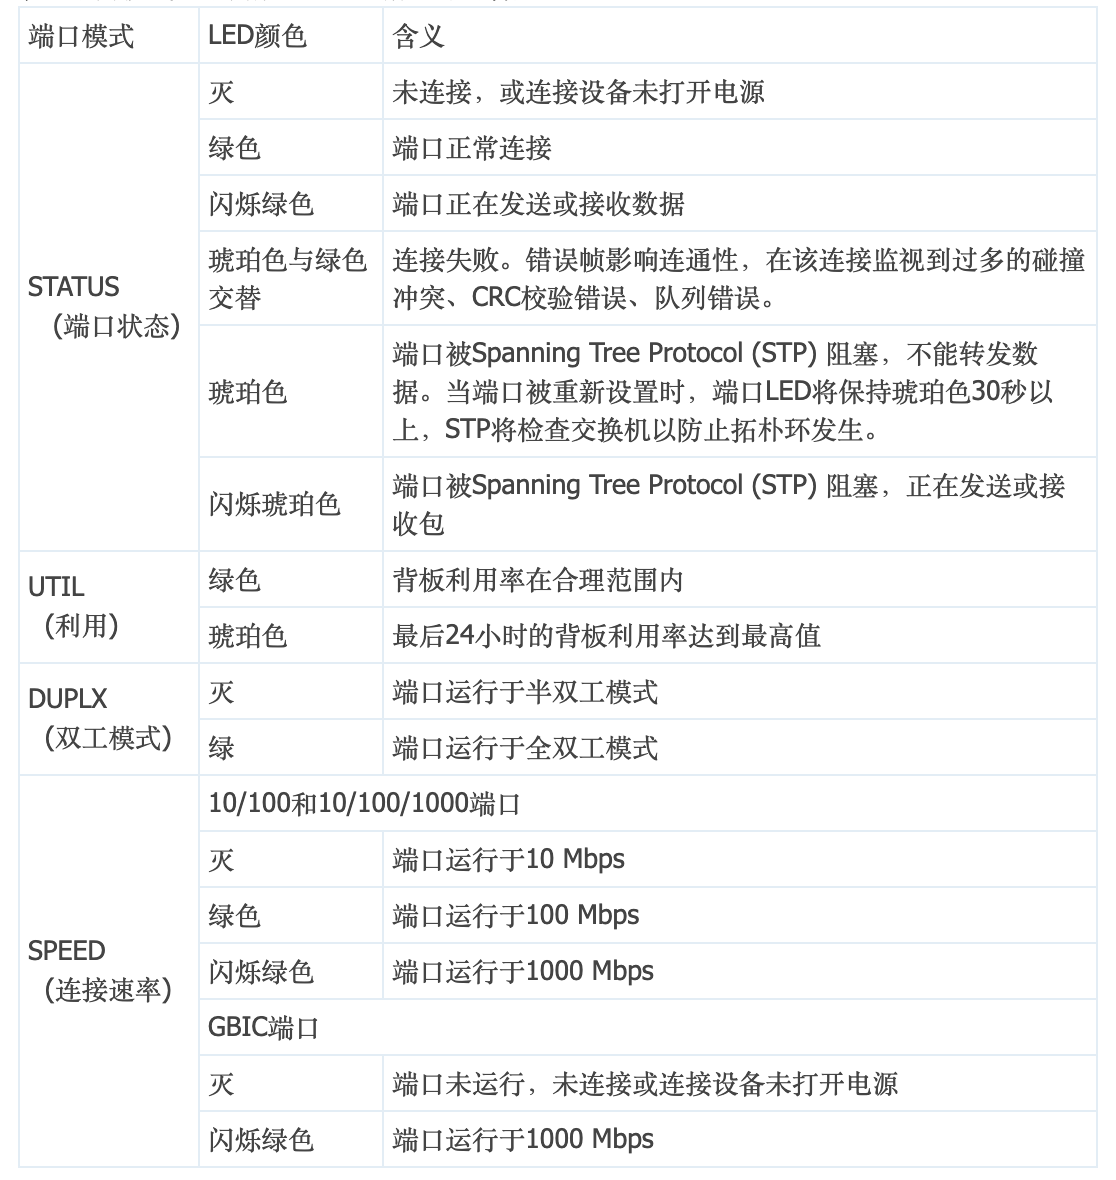 端口模式 LED颜色 含义
灭 未连接，或连接设备未打开电源
绿色 端口正常连接
闪烁绿色 端口正在发送或接收数据
STATUS
(端口状态)
琥珀色与绿色
交替
连接失败。错误帧影响连通性，在该连接监视到过多的碰撞
冲突、CRC校验错误、队列错误。
琥珀色
端口被Spanning Tree Protocol (STP) 阻塞，不能转发数
据。当端口被重新设置时，端口LED将保持琥珀色30秒以
上，STP将检查交换机以防止拓朴环发生。
闪烁琥珀色
端口被Spanning Tree Protocol (STP) 阻塞，正在发送或接
收包
UTIL
(利用)
绿色 背板利用率在合理范围内
琥珀色 最后24小时的背板利用率达到最高值
DUPLX
(双工模式)
灭 端口运行于半双工模式
绿 端口运行于全双工模式
SPEED
(连接速率)
10/100和10/100/1000端口
灭 端口运行于10 Mbps
绿色 端口运行于100 Mbps
闪烁绿色 端口运行于1000 Mbps
GBIC端口
灭 端口未运行，未连接或连接设备未打开电源
闪烁绿色 端口运行于1000 Mbps